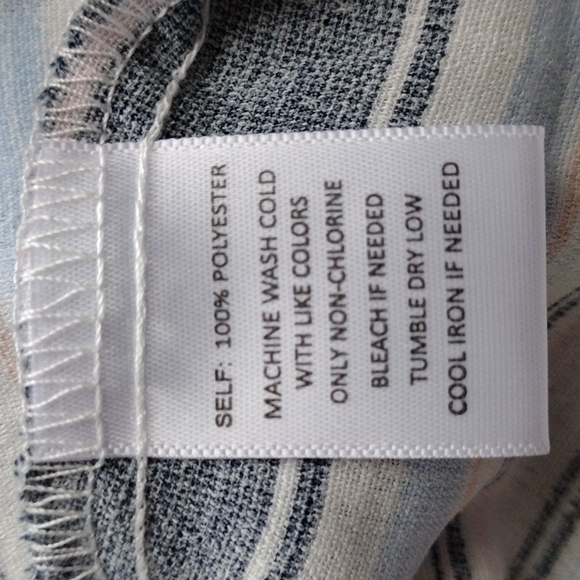 SELF: 100% POLYESTER
MACHINE WASH COLD
WITH LIKE COLORS
ONLY NON-CHLORINE
BLEACH IF NEEDED
TUMBLE DRY LOW
COOL IRON IF NEEDED